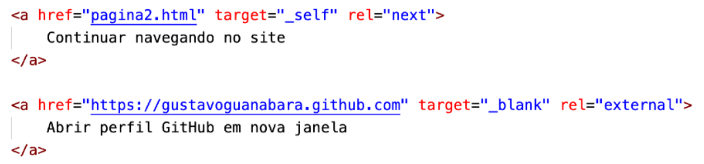 <a href="pagina2.html" target="_self" rel="next">
    Continuar navegando no site
</a>
<a href="https://gustavoguanabara.github.com" target="_blank" rel="external">
    Abrir perfil GitHub em nova janela
</a>